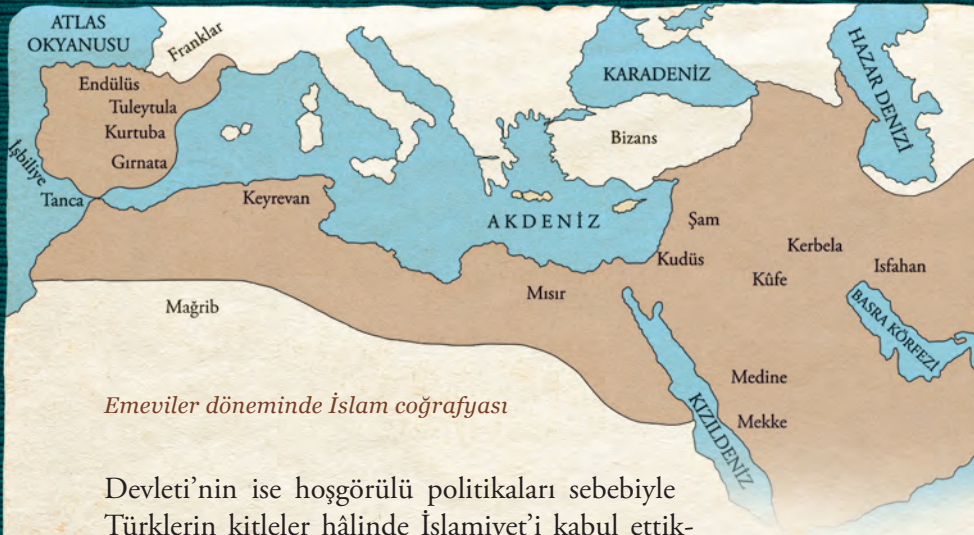 ATLAS
OKYANUSU
Franklar
KARADENİZ
HAZAR DENİZİ
Endülüs
Tuleytula
Kurtuba
Bizans
Gırnata
İşbiliye
Tanca
Keyrevan
AKDENİZ
Şam
Kerbela
Kudüs
Isfahan
Kûfe
Mısır
BASRA KÖRFEZİ
Mağrib
Medine
Emeviler döneminde İslam coğrafyası
KIZILDENİZ
Mekke
Devleti’nin ise hoşgörülü politikaları sebebiyle
Türklerin kitleler hâlinde İslamiyet’i kabul ettik-